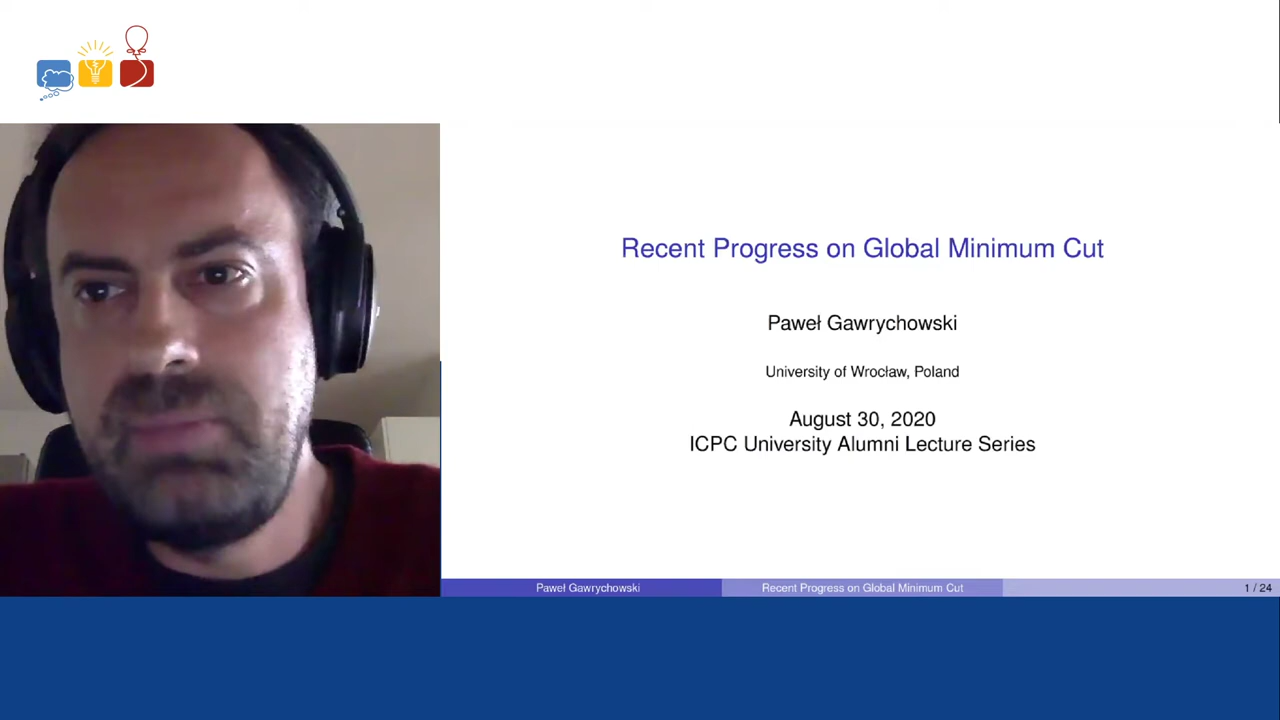 Recent Progress on Global Minimum Cut
Paweł Gawrychowski
University of Wrocław, Poland
August 30, 2020
ICPC University Alumni Lecture Series
Paweł Gawrychowski
Recent Progress on Global Minimum Cut
1 / 24